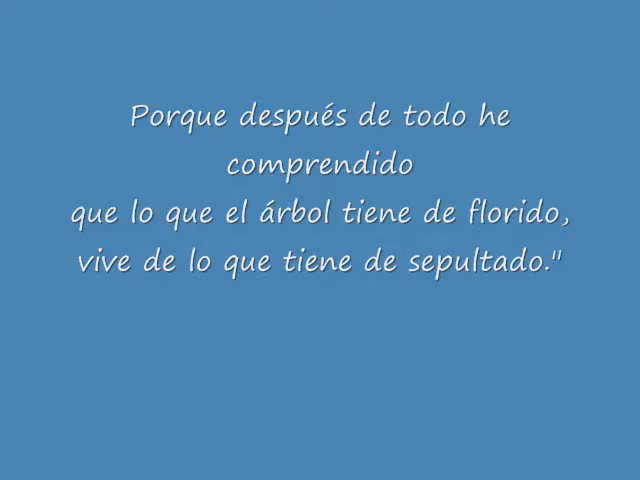 Porque después de todo he
comprendido
que lo que el árbol tiene de florido,
vive de lo que tiene de sepultado."